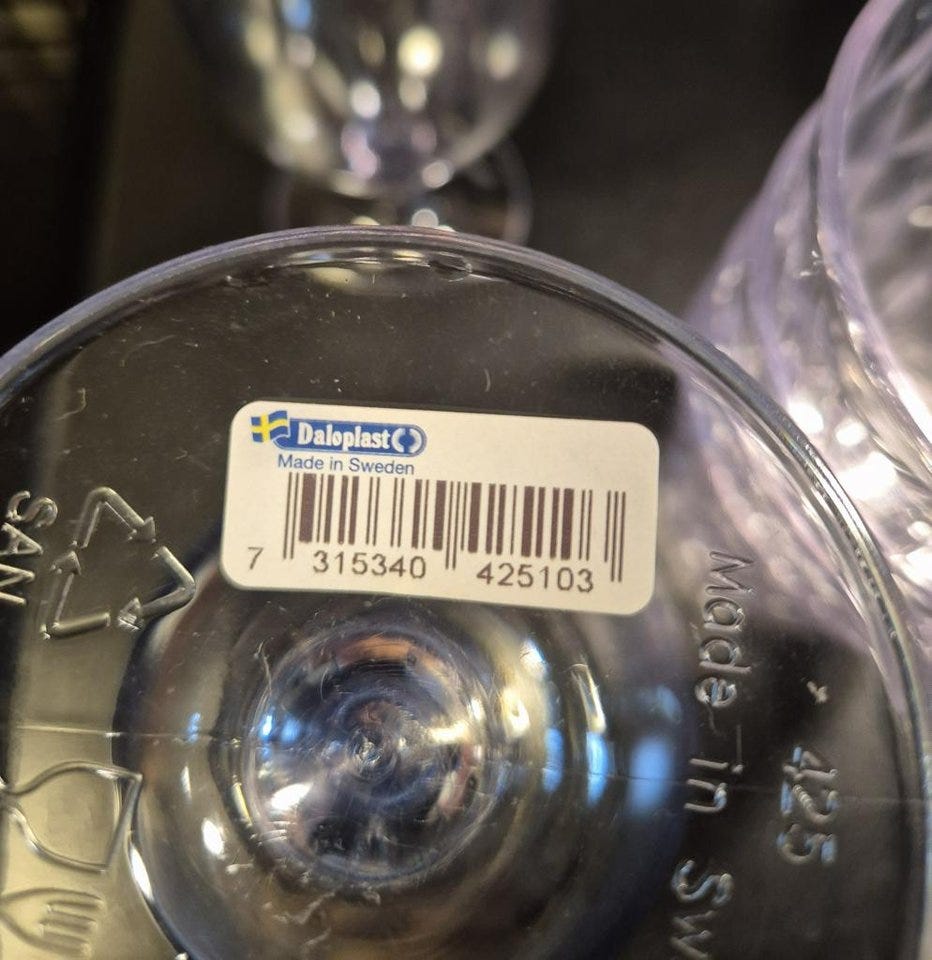 Daloplast
Made in Sweden
7 315340 425103
SAN
Made in Sw
425